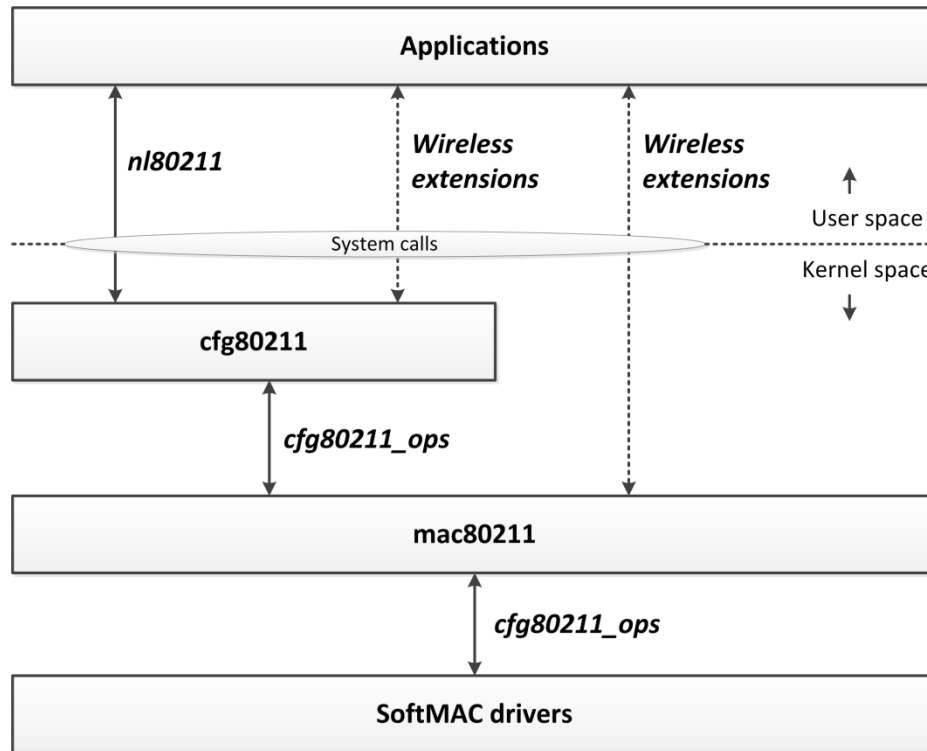 Applications
nl80211
Wireless
extensions
Wireless
extensions
User space
System calls
Kernel space
cfg80211
cfg80211_ops
mac80211
cfg80211_ops
SoftMAC drivers